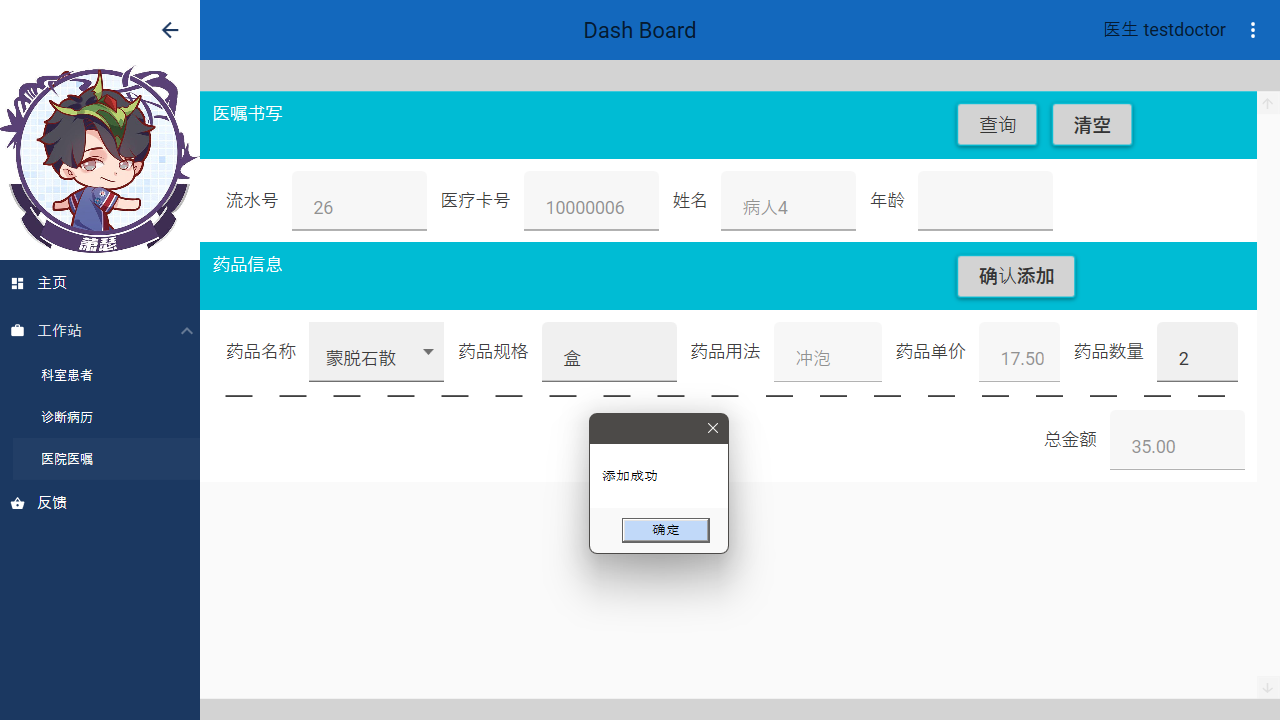 Dash Board
医生 testdoctor
萧瑟
主页
工作站
科室患者
诊断病历
医院医嘱
反馈
医嘱书写
查询
清空
流水号 26 医疗卡号 10000006 姓名 病人4 年龄
药品信息
确认添加
药品名称 蒙脱石散 药品规格 盒 药品用法 冲泡 药品单价 17.50 药品数量 2
总金额 35.00
添加成功
确定